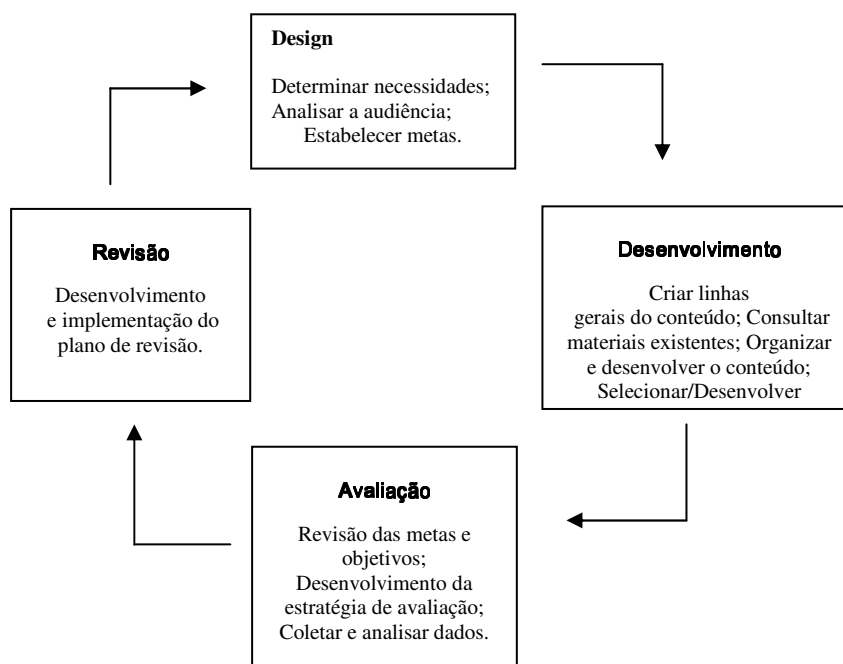 Design
Determinar necessidades;
Analisar a audiência;
Estabelecer metas.
Revisão
Desenvolvimento
e implementação do
plano de revisão.
Desenvolvimento
Criar linhas
gerais do conteúdo; Consultar
materiais existentes; Organizar
e desenvolver o conteúdo;
Selecionar/Desenvolver
Avaliação
Revisão das metas e
objetivos;
Desenvolvimento da
estratégia de avaliação;
Coletar e analisar dados.